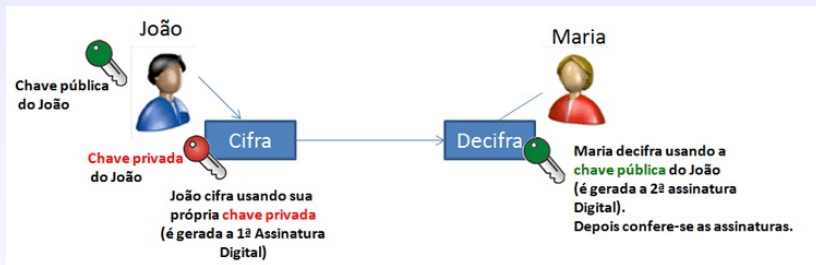 João
Maria
Chave pública
do João
Cifra
Decifra
Chave privada
do João
João cifra usando sua
própria chave privada
(é gerada a 1ª Assinatura
Digital)
Maria decifra usando a
chave pública do João
(é gerada a 2ª assinatura
Digital).
Depois confere-se as assinaturas.